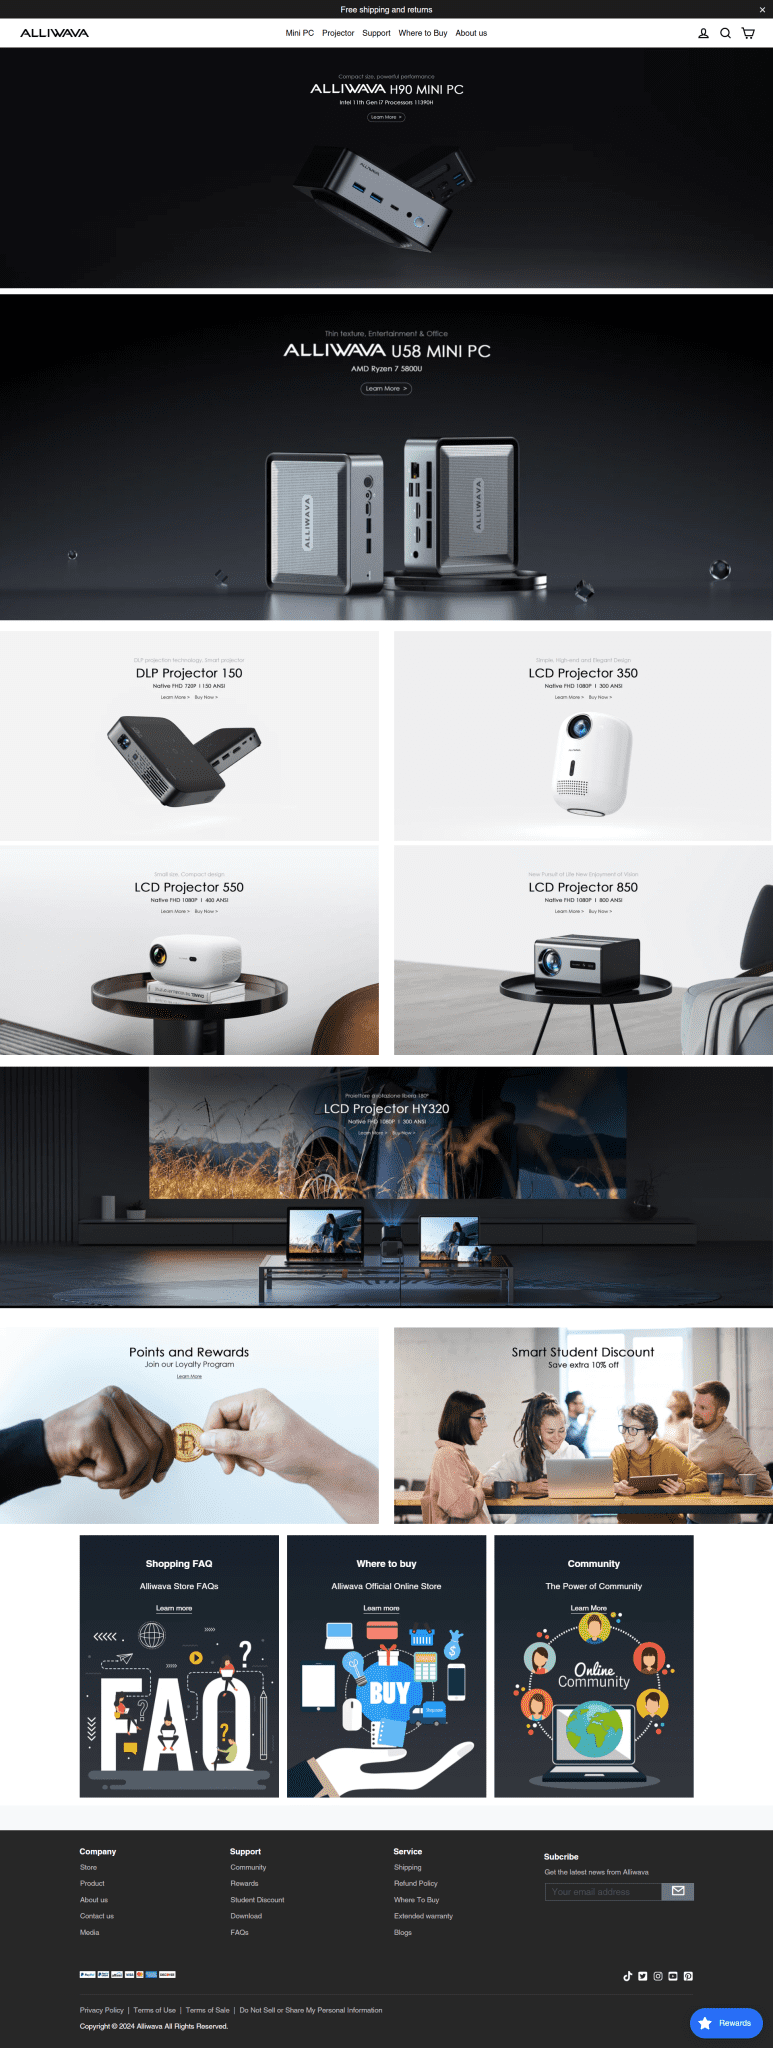 Free shipping and returns
ALLIWAVA
Mini PC Projector Support Where to Buy About us
Compact size, powerful performance
ALLIWAVA H90 MINI PC
Intel 11th Gen i7 Processors 11390H
Learn More >
ALLIWAVA
Thin texture, Entertainment & Office
ALLIWAVA U58 MINI PC
AMD Ryzen 7 5800U
Learn More >
ALLIWAVA
ALLIWAVA
DLP projection technology, Smart projector
DLP Projector 150
Native FHD 720P I 150 ANSI
Learn More > Buy Now >
Simple, High-end and Elegant Design
LCD Projector 350
Native FHD 1080P I 300 ANSI
Learn More > Buy Now >
Small size, Compact design,
LCD Projector 550
Native FHD 1080P I 400 ANSI
Learn More > Buy Now >
New Pursuit of Life New Enjoyment of Vision
LCD Projector 850
Native FHD 1080P I 800 ANSI
Learn More > Buy Now >
Proiettore a rotazione libera 180°
LCD Projector HY320
Native FHD 1080P I 300 ANSI
Learn More > Buy Now >
Points and Rewards
Join our Loyalty Program
Learn More
Smart Student Discount
Save extra 10% off
Shopping FAQ
Alliwava Store FAQs
Learn more
FAQ
Where to buy
Alliwava Official Online Store
Learn more
BUY
Community
The Power of Community
Learn More
Online
Community
Company
Store
Product
About us
Contact us
Media
Support
Community
Rewards
Student Discount
Download
FAQs
Service
Shipping
Refund Policy
Where To Buy
Extended warranty
Blogs
Subcribe
Get the latest news from Alliwava
Your email address
Privacy Policy | Terms of Use | Terms of Sale | Do Not Sell or Share My Personal Information
Copyright © 2024 Alliwava All Rights Reserved.
Rewards